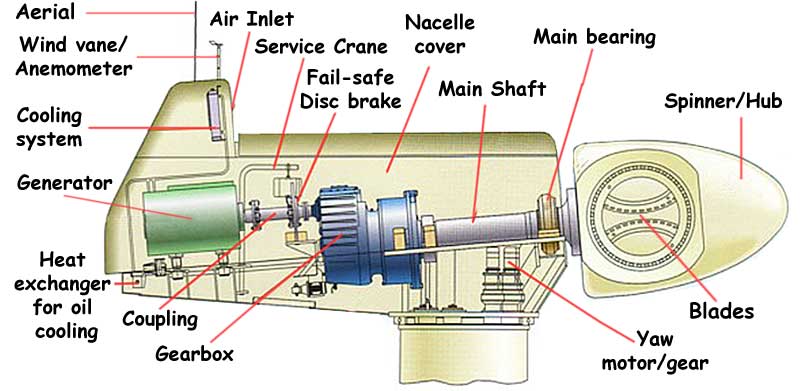 Aerial
Air Inlet
Wind vane/
Anemometer
Service Crane
Nacelle
cover
Main bearing
Fail-safe
Disc brake
Main Shaft
Spinner/Hub
Cooling
system
Generator
Heat
exchanger
for oil
cooling
Coupling
Gearbox
Yaw
motor/gear
Blades